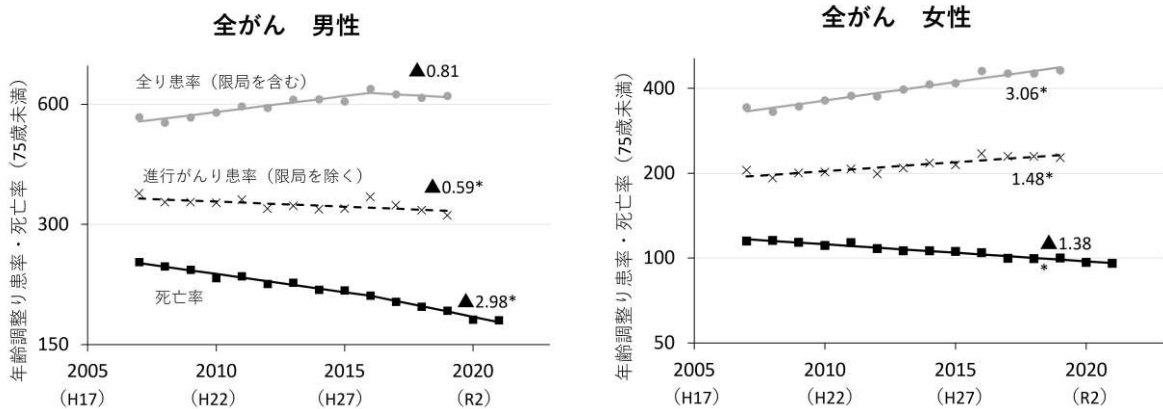 全がん 男性
年齢調整り患率・死亡率（75歳未満）
600
300
150
全り患率（限局を含む）
▲0.81
進行がんり患率（限局を除く）
▲0.59*
死亡率
▲2.98*
2005 2010 2015 2020
（H17） （H22） （H27） （R2）
全がん 女性
年齢調整り患率・死亡率（75歳未満）
400
200
100
50
3.06*
1.48*
▲1.38
*
2005 2010 2015 2020
（H17） （H22） （H27） （R2）